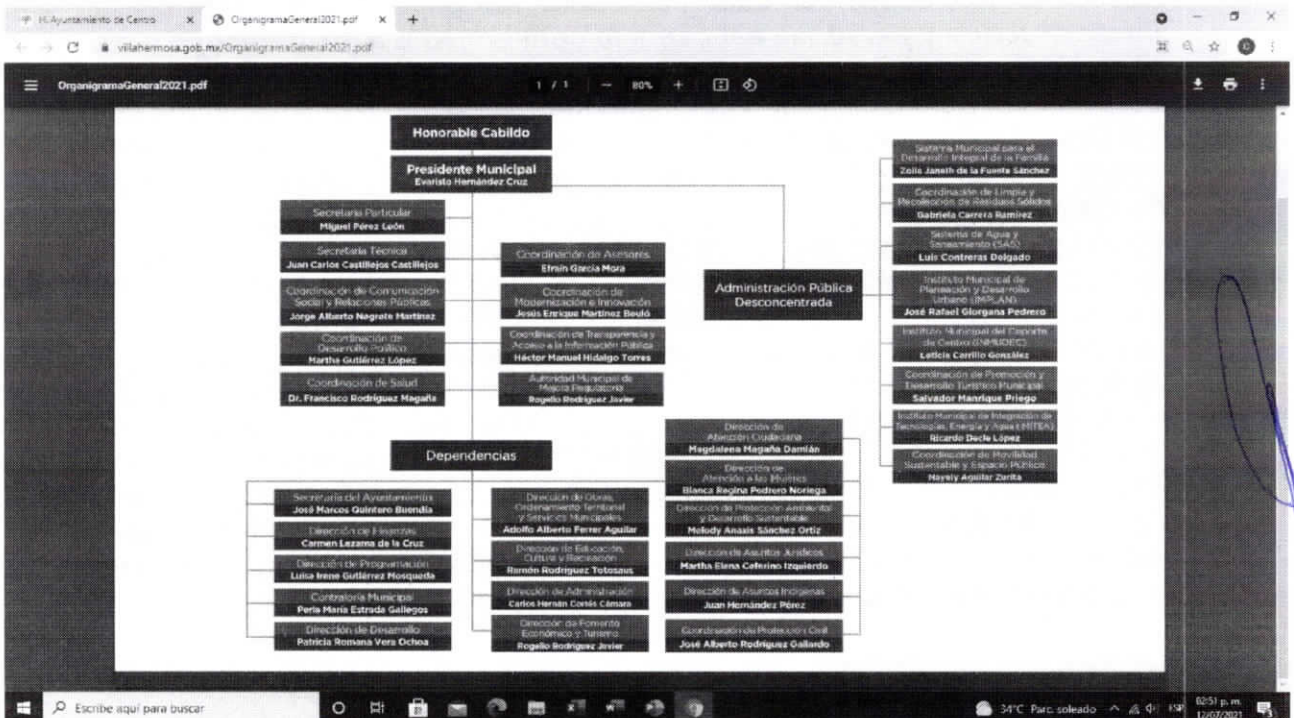 H. Ayuntamiento de Centro
OrganigramaGeneral2021.pdf
villahermosa.gob.mx/OrganigramaGeneral2021.pdf
OrganigramaGeneral2021.pdf
1 / 1
80%
Honorable Cabildo
Presidente Municipal
Evaristo Hernández Cruz
Secretaria Particular
Miguel Pérez León
Secretaría Técnica
Juan Carlos Castillejos Castillejos
Coordinación de Comunicación
Social y Relaciones Públicas
Jorge Alberto Negrete Martínez
Coordinación de
Desarrollo Político
Martha Gutiérrez López
Coordinación de Salud
Dr. Francisco Rodríguez Magaña
Coordinación de Asesores
Efraín García Mora
Coordinación de
Modernización e Innovación
Jesús Enrique Martínez Beuló
Coordinación de Transparencia y
Acceso a la Información Pública
Héctor Manuel Hidalgo Torres
Autoridad Municipal de
Mejora Regulatoria
Rogelio Rodríguez Javier
Administración Pública
Desconcentrada
Sistema Municipal para el
Desarrollo Integral de la Familia
Zoila Janeth de la Fuente Sánchez
Coordinación de Limpia y
Recolección de Residuos Sólidos
Gabriela Carrera Ramírez
Sistema de Agua y
Saneamiento (SAS)
Luis Contreras Delgado
Instituto Municipal de
Planeación y Desarrollo
Urbano (IMPLAN)
José Rafael Giorgana Pedrero
Instituto Municipal del Deporte
de Centro (INMUDEC)
Leticia Carrillo González
Coordinación de Promoción y
Desarrollo Turístico Municipal
Salvador Manrique Priego
Instituto Municipal de Integración de
Tecnologías, Energía y Agua (IMITEA)
Ricardo Decle López
Coordinación de Movilidad
Sustentable y Espacio Público
Nayely Aguilar Zurita
Dependencias
Secretaría del Ayuntamiento
José Marcos Quintero Buendía
Dirección de Finanzas
Carmen Lezama de la Cruz
Dirección de Programación
Luisa Irene Gutiérrez Mosqueda
Contraloría Municipal
Perla María Estrada Gallegos
Dirección de Desarrollo
Patricia Romana Vera Ochoa
Dirección de Obras,
Ordenamiento Territorial
y Servicios Municipales
Adolfo Alberto Ferrer Aguilar
Dirección de Educación,
Cultura y Recreación
Ramón Rodríguez Totosaus
Dirección de Administración
Carlos Hernán Cortés Cámara
Dirección de Fomento
Económico y Turismo
Rogelio Rodríguez Javier
Dirección de
Atención Ciudadana
Magdalena Magaña Damián
Dirección de
Atención a las Mujeres
Blanca Regina Pedrero Noriega
Dirección de Protección Ambiental
y Desarrollo Sustentable
Melody Anaxis Sánchez Ortiz
Dirección de Asuntos Jurídicos
Martha Elena Ceferino Izquierdo
Dirección de Asuntos Indígenas
Juan Hernández Pérez
Coordinación de Protección Civil
José Alberto Rodríguez Gallardo
Escribe aquí para buscar
34°C Parc. soleado
ESP
02:51 p. m.
12/07/2021